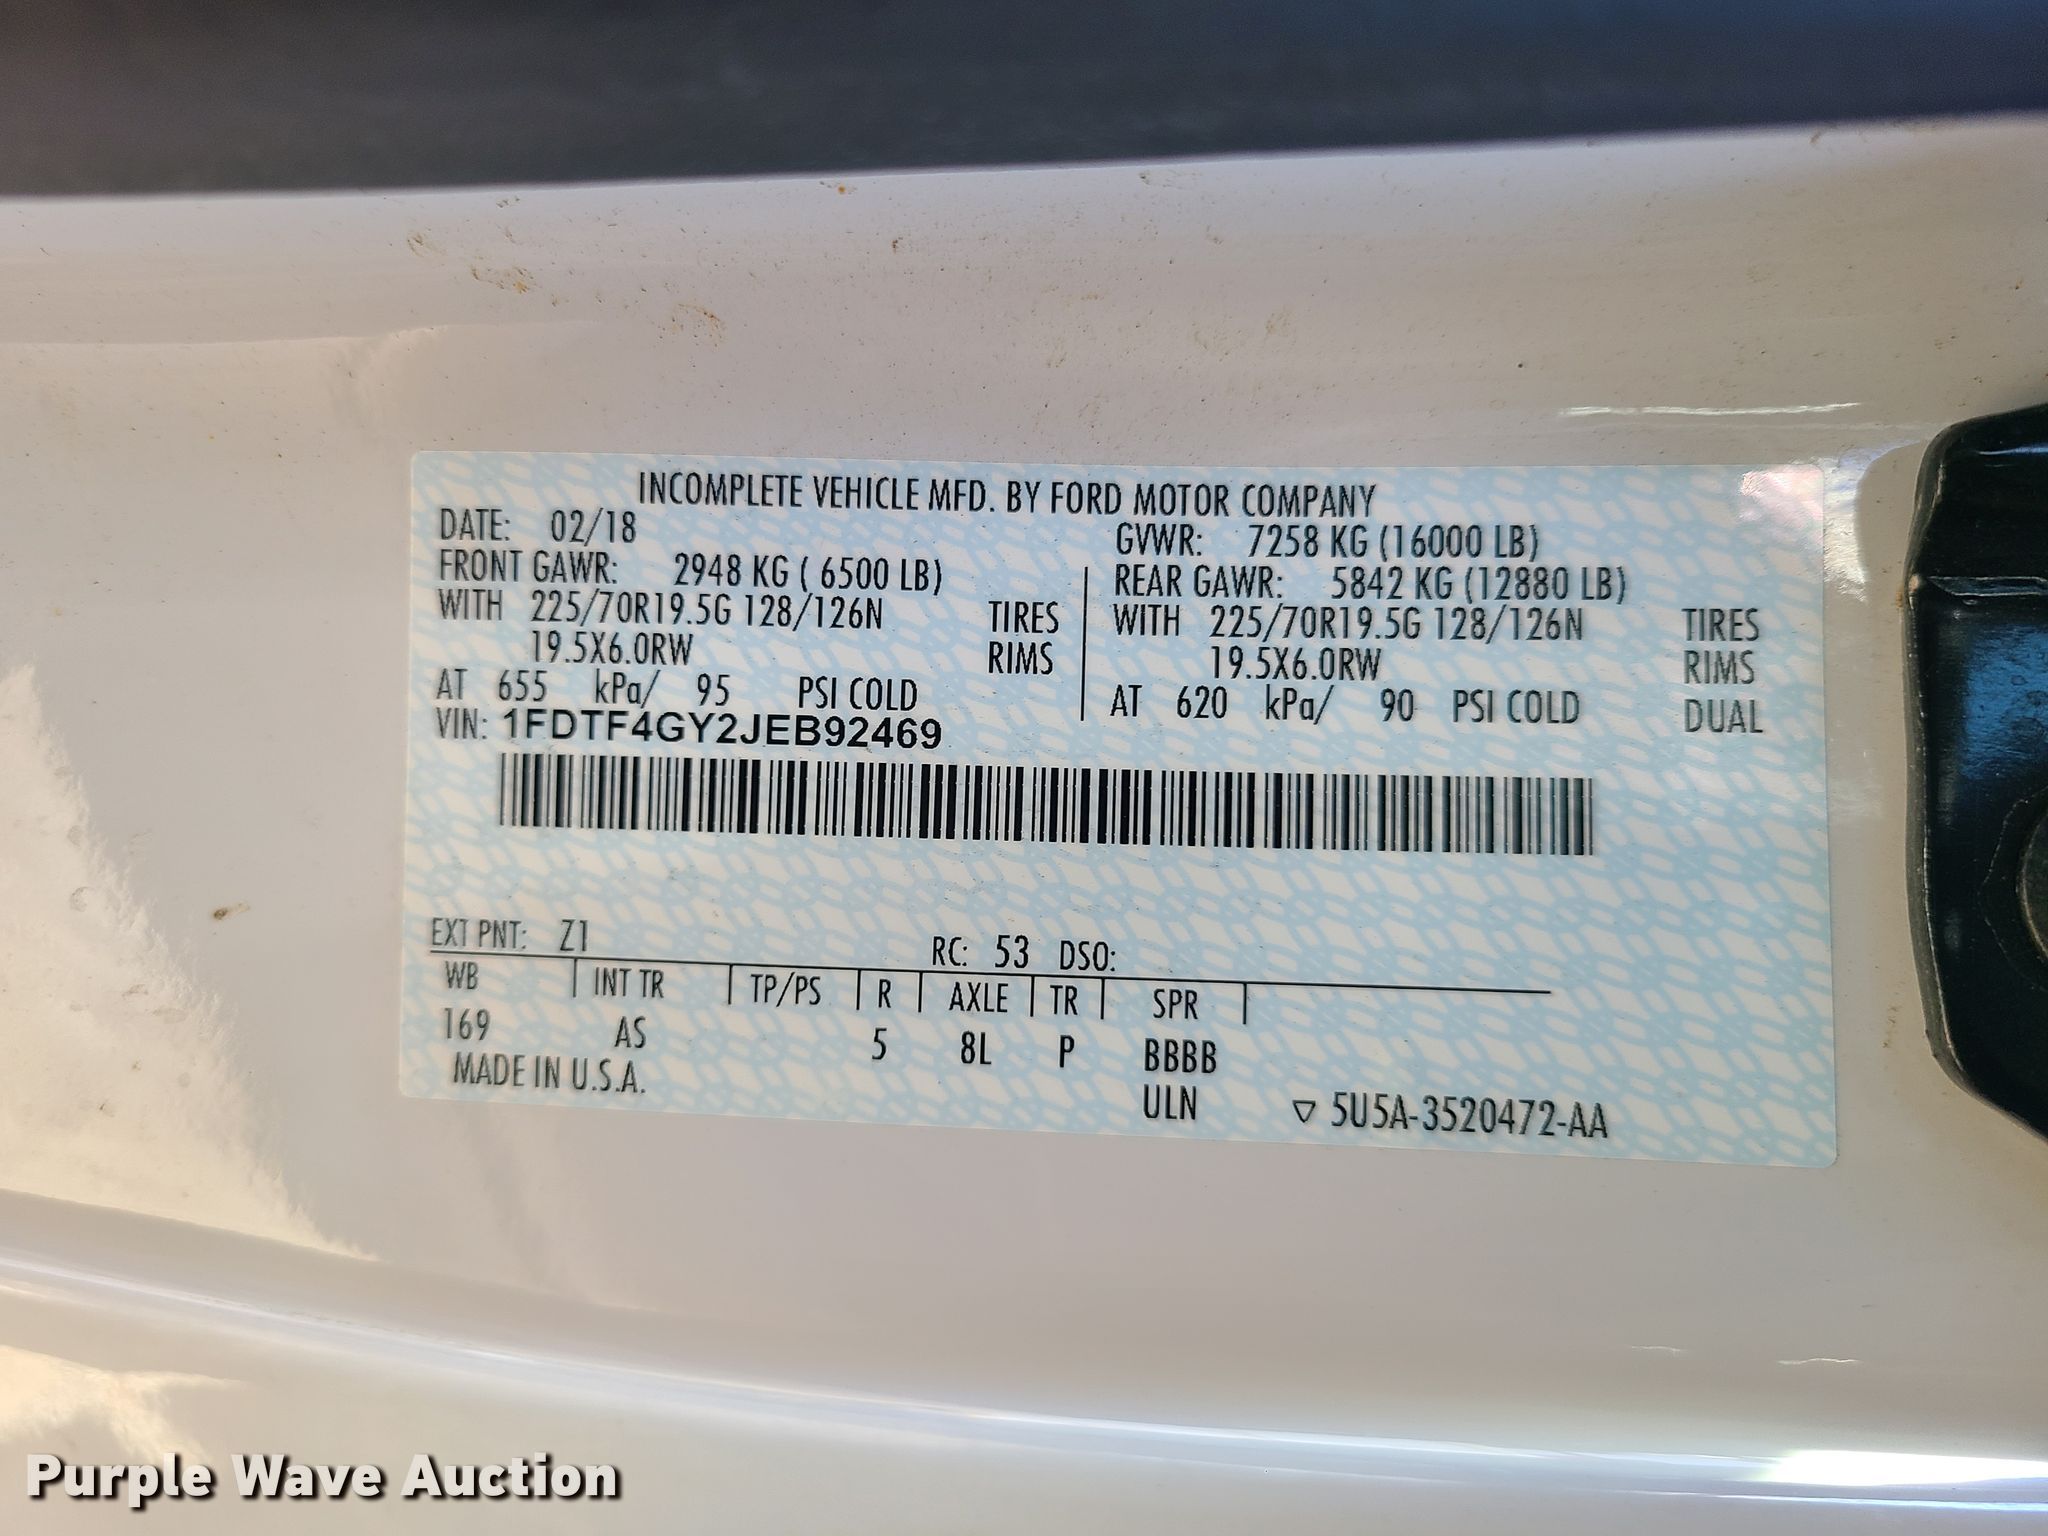 INCOMPLETE VEHICLE MFD. BY FORD MOTOR COMPANY
DATE: 02/18 GVWR: 7258 KG (16000 LB)
FRONT GAWR: 2948 KG ( 6500 LB) REAR GAWR: 5842 KG (12880 LB)
WITH 225/70R19.5G 128/126N TIRES WITH 225/70R19.5G 128/126N TIRES
19.5X6.0RW RIMS 19.5X6.0RW RIMS
AT 655 kPa/ 95 PSI COLD AT 620 kPa/ 90 PSI COLD DUAL
VIN: 1FDTF4GY2JEB92469
EXT PNT: Z1 RC: 53 DSO:
WB INT TR TP/PS R AXLE TR SPR
169 AS 5 8L P BBBB
MADE IN U.S.A. ULN ▽ 5U5A-3520472-AA
Purple Wave Auction